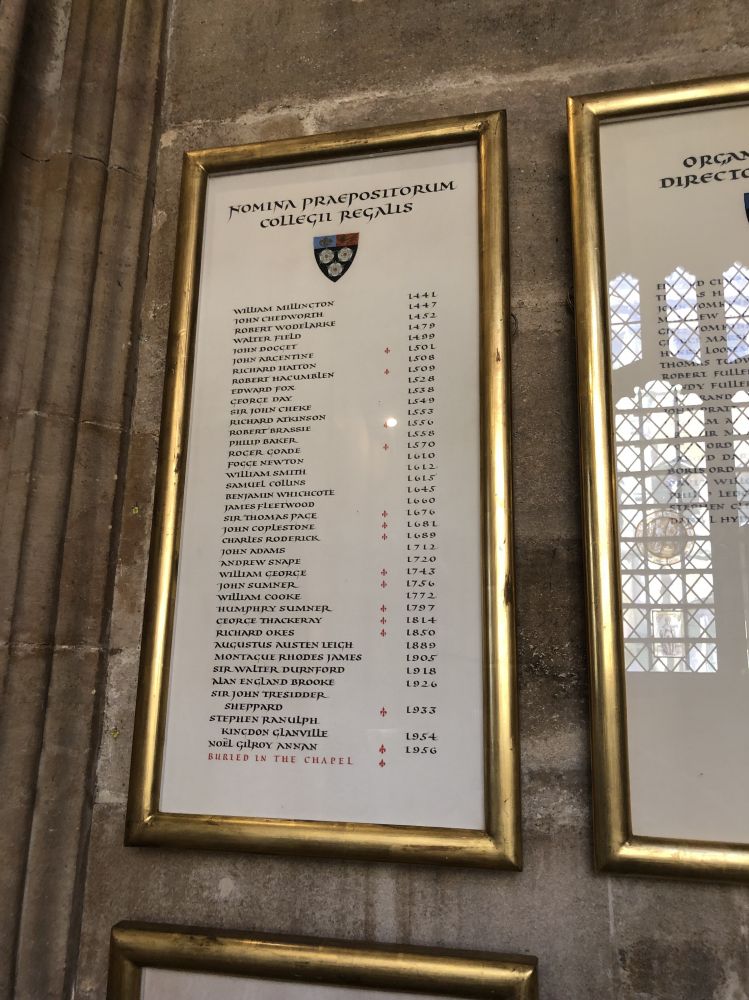 NOMINA PRAEPOSITORUM
COLLEGII REGALIS
WILLIAM MILLINGTON 1441
JOHN CHEDWORTH 1447
ROBERT WODELARKE 1452
WALTER FIELD 1479
JOHN DOGGET 1499
JOHN ARGENTINE 1501
RICHARD HATTON 1508
ROBERT HACUMBLEN 1509
EDWARD FOX 1528
GEORGE DAY 1538
SIR JOHN CHEKE 1549
RICHARD ATKINSON 1553
ROBERT BRASSIE 1556
PHILIP BAKER 1558
ROGER GOADE 1570
FOGGE NEWTON 1610
WILLIAM SMITH 1612
SAMUEL COLLINS 1615
BENJAMIN WHICHCOTE 1645
JAMES FLEETWOOD 1660
SIR THOMAS PAGE 1676
JOHN COPLESTONE 1681
CHARLES RODERICK 1689
JOHN ADAMS 1712
ANDREW SNAPE 1720
WILLIAM GEORGE 1743
JOHN SUMNER 1756
WILLIAM COOKE 1772
HUMPHRY SUMNER 1797
GEORGE THACKERAY 1814
RICHARD OKES 1850
AUGUSTUS AUSTEN LEIGH 1889
MONTAGUE RHODES JAMES 1905
SIR WALTER DURNFORD 1918
ALAN ENGLAND BROOKE 1926
SIR JOHN TRESIDDER
SHEPPARD 1933
STEPHEN RANULPH
KINGDON GLANVILLE 1954
NOËL GILROY ANNAN 1956
BURIED IN THE CHAPEL
ORGAN
DIRECTO
THOMAS TUDW
ROBERT FULLER